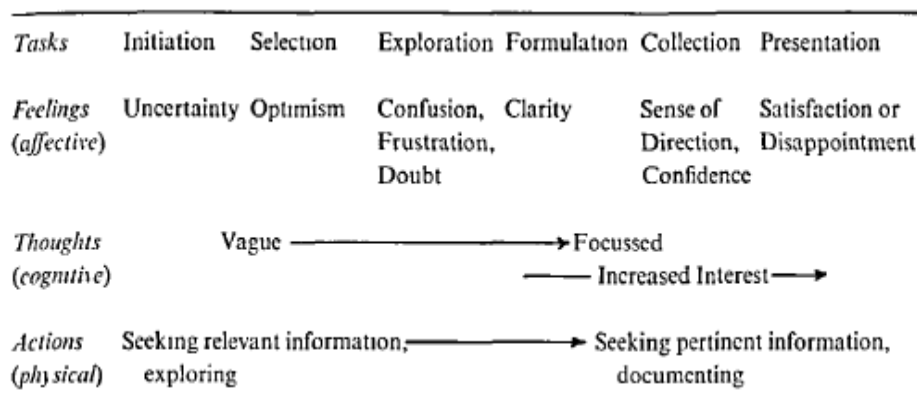 Tasks Initiation Selection Exploration Formulation Collection Presentation
Feelings Uncertainty Optimism Confusion, Clarity Sense of Satisfaction or
(affective) Frustration, Direction, Disappointment
Doubt Confidence
Thoughts Vague Focussed
(cognitive) Increased Interest
Actions Seeking relevant information, Seeking pertinent information,
(physical) exploring documenting